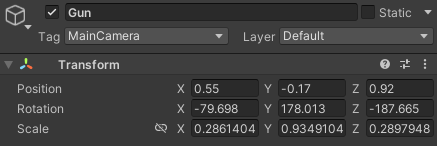 Gun Static
Tag MainCamera Layer Default
Transform
Position X 0.55 Y -0.17 Z 0.92
Rotation X -79.698 Y 178.013 Z -187.665
Scale X 0.2861404 Y 0.9349104 Z 0.2897948